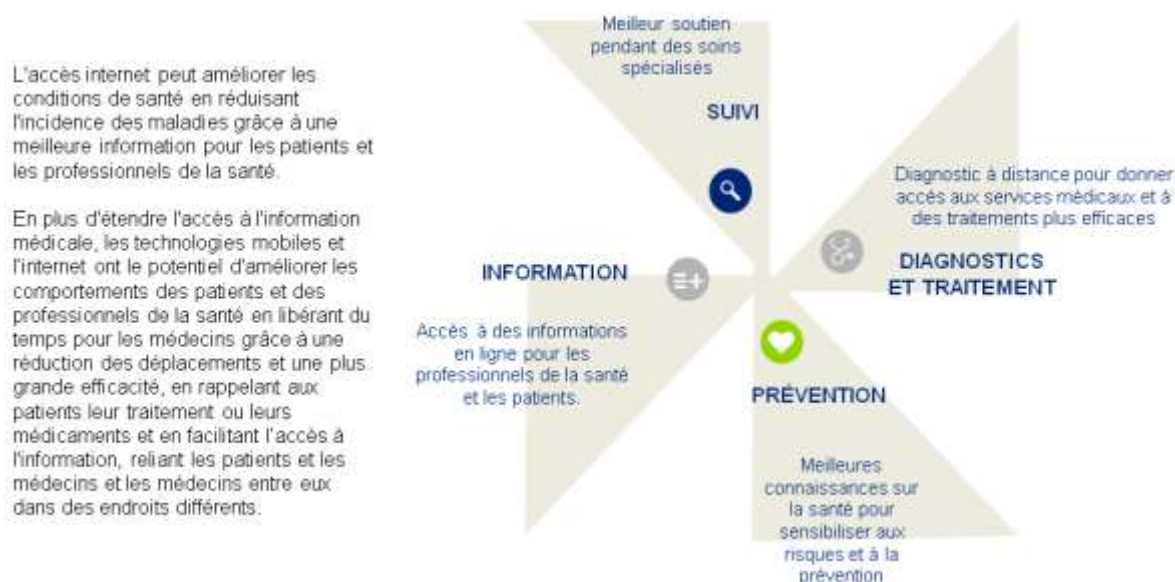 L'accès internet peut améliorer les
conditions de santé en réduisant
l'incidence des maladies grâce à une
meilleure information pour les patients et
les professionnels de la santé.
En plus d'étendre l'accès à l'information
médicale, les technologies mobiles et
l'internet ont le potentiel d'améliorer les
comportements des patients et des
professionnels de la santé en libérant du
temps pour les médecins grâce à une
réduction des déplacements et une plus
grande efficacité, en rappelant aux
patients leur traitement ou leurs
médicaments et en facilitant l'accès à
l'information, reliant les patients et les
médecins et les médecins entre eux
dans des endroits différents.
Meilleur soutien
pendant des soins
spécialisés
SUIVI
Diagnostic à distance pour donner
accès aux services médicaux et à
des traitements plus efficaces
DIAGNOSTICS
ET TRAITEMENT
INFORMATION
Accès à des informations
en ligne pour les
professionnels de la santé
et les patients.
PRÉVENTION
Meilleures
connaissances sur
la santé pour
sensibiliser aux
risques et à la
prévention